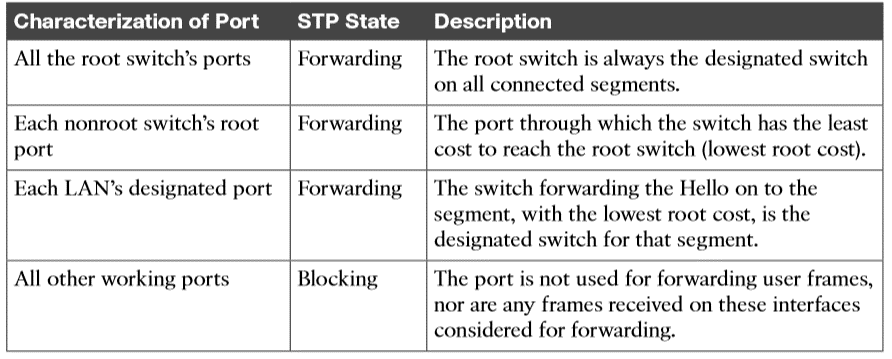 Characterization of Port STP State Description
All the root switch's ports Forwarding The root switch is always the designated switch
on all connected segments.
Each nonroot switch's root Forwarding The port through which the switch has the least
port cost to reach the root switch (lowest root cost).
Each LAN's designated port Forwarding The switch forwarding the Hello on to the
segment, with the lowest root cost, is the
designated switch for that segment.
All other working ports Blocking The port is not used for forwarding user frames,
nor are any frames received on these interfaces
considered for forwarding.